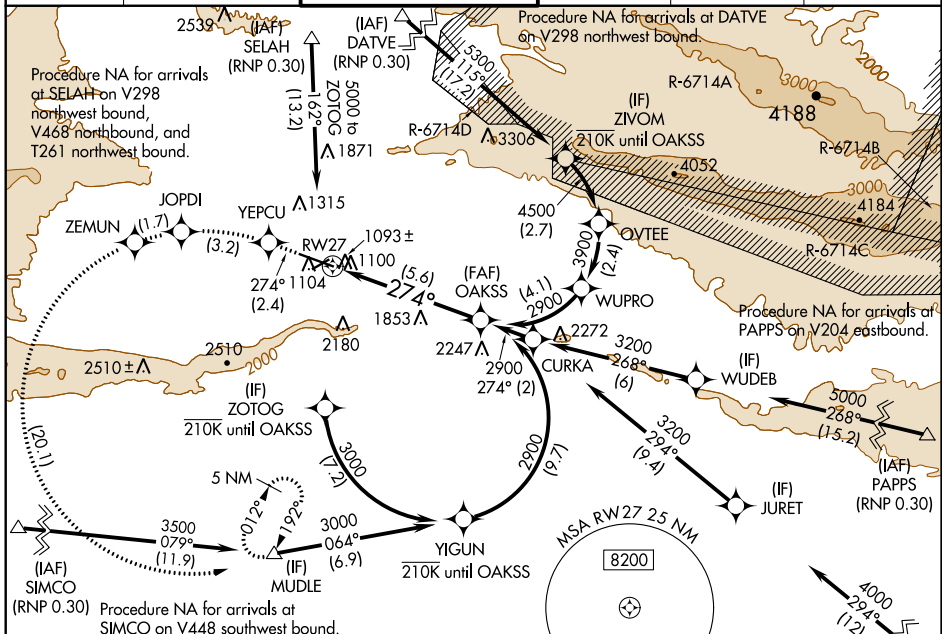 2539
(IAF)
SELAH
(RNP 0.30)
(IAF)
DATVE
(RNP 0.30)
Procedure NA for arrivals at DATVE
on V298 northwest bound.
Procedure NA for arrivals
at SELAH on V298
northwest bound,
V468 northbound, and
T261 northwest bound.
5000 to
ZOTOG
162°
(13.2)
5300
115°
(17.2)
2000
R-6714A
3000
4188
(IF)
ZIVOM
210K until OAKSS
R-6714D
3306
R-6714B
1871
4052
1315
3000
4184
4500
(2.7)
OVTEE
R-6714C
JOPDI
ZEMUN
(1.7)
(3.2)
YEPCU
RW27
1093±
1100
1104
274°
(2.4)
(5.6)
274°
(FAF)
OAKSS
3900
(2.4)
(4.1)
2900
WUPRO
Procedure NA for arrivals at
PAPPS on V204 eastbound.
1853
2180
2247
2272
CURKA
2900
274° (2)
3200
268°
(6)
(IF)
WUDEB
2510±
2510
1000
(IF)
ZOTOG
210K until OAKSS
5000
268°
(15.2)
(IAF)
PAPPS
(RNP 0.30)
3000
(7.2)
2900
(9.7)
3200
294°
(9.4)
(IF)
JURET
(20.1)
5 NM
012°
192°
3500
079°
(11.9)
3000
064°
(6.9)
(IF)
MUDLE
YIGUN
210K until OAKSS
MSA RW27 25 NM
8200
(IAF)
SIMCO
(RNP 0.30)
Procedure NA for arrivals at
SIMCO on V448 southwest bound.
4000
294°
(12)